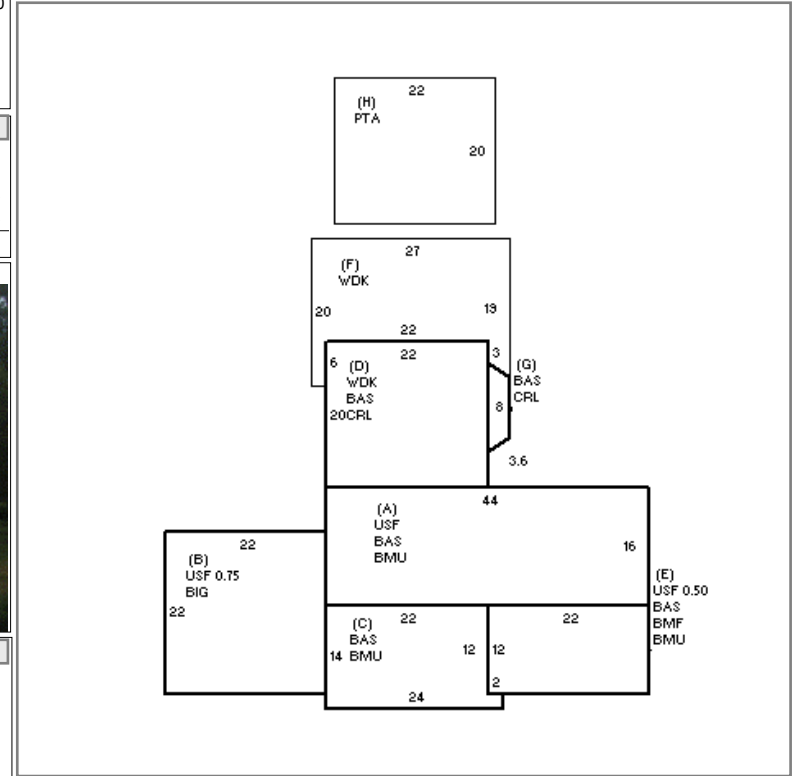 22
(H)
PTA
20
27
(F)
WDK
20
19
22
22
3
6
(D)
WDK
BAS
20CRL
(G)
BAS
CRL
8
3.6
44
(A)
USF
BAS
BMU
16
22
(B)
USF 0.75
BIG
22
(E)
USF 0.50
BAS
BMF
BMU
22
(C)
BAS
14 BMU
12
22
12
2
24